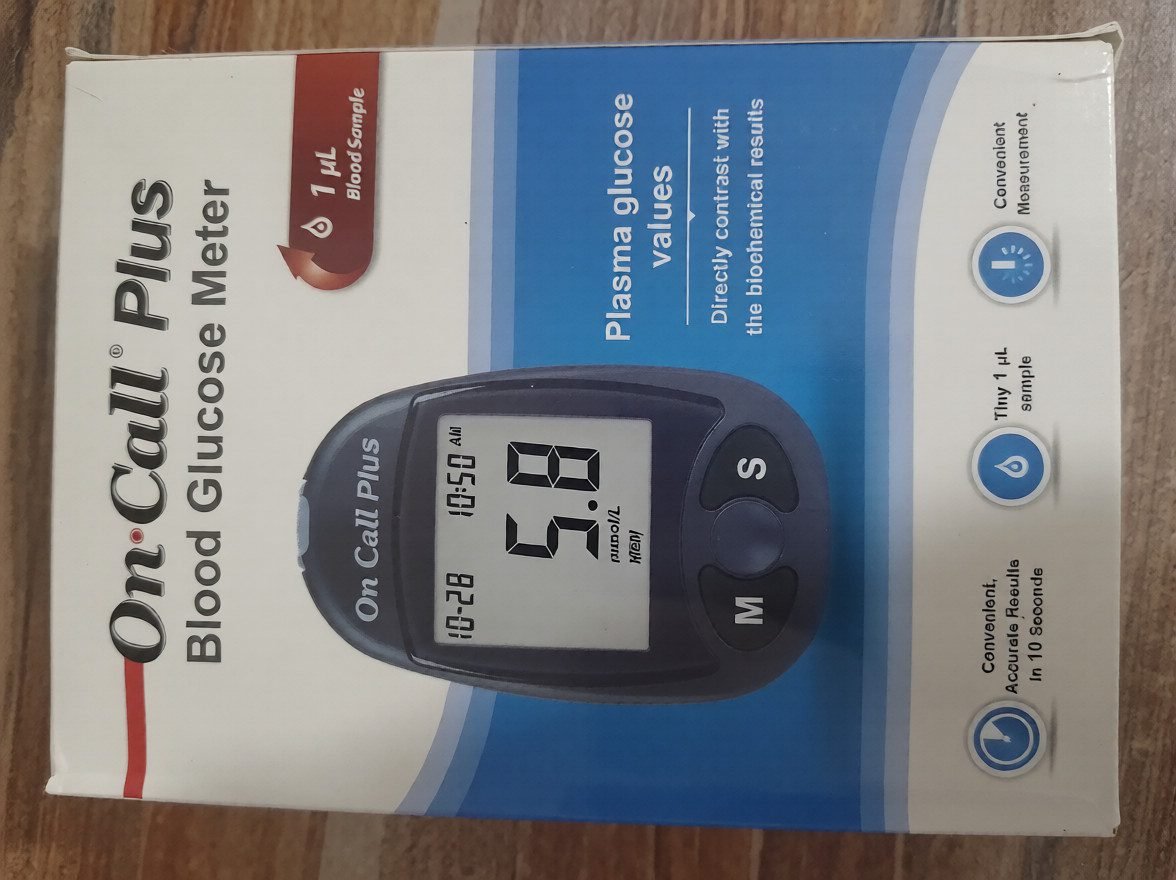 On·Call® Plus
Blood Glucose Meter
1 µL
Blood Sample
Plasma glucose
values
Directly contrast with
the biochemical results
On Call Plus
10-28 10:50 AM
5.8
mmol/L
M S
Convenient,
Accurate Results
In 10 Seconds
Tiny 1 µL
sample
Convenient
Measurement